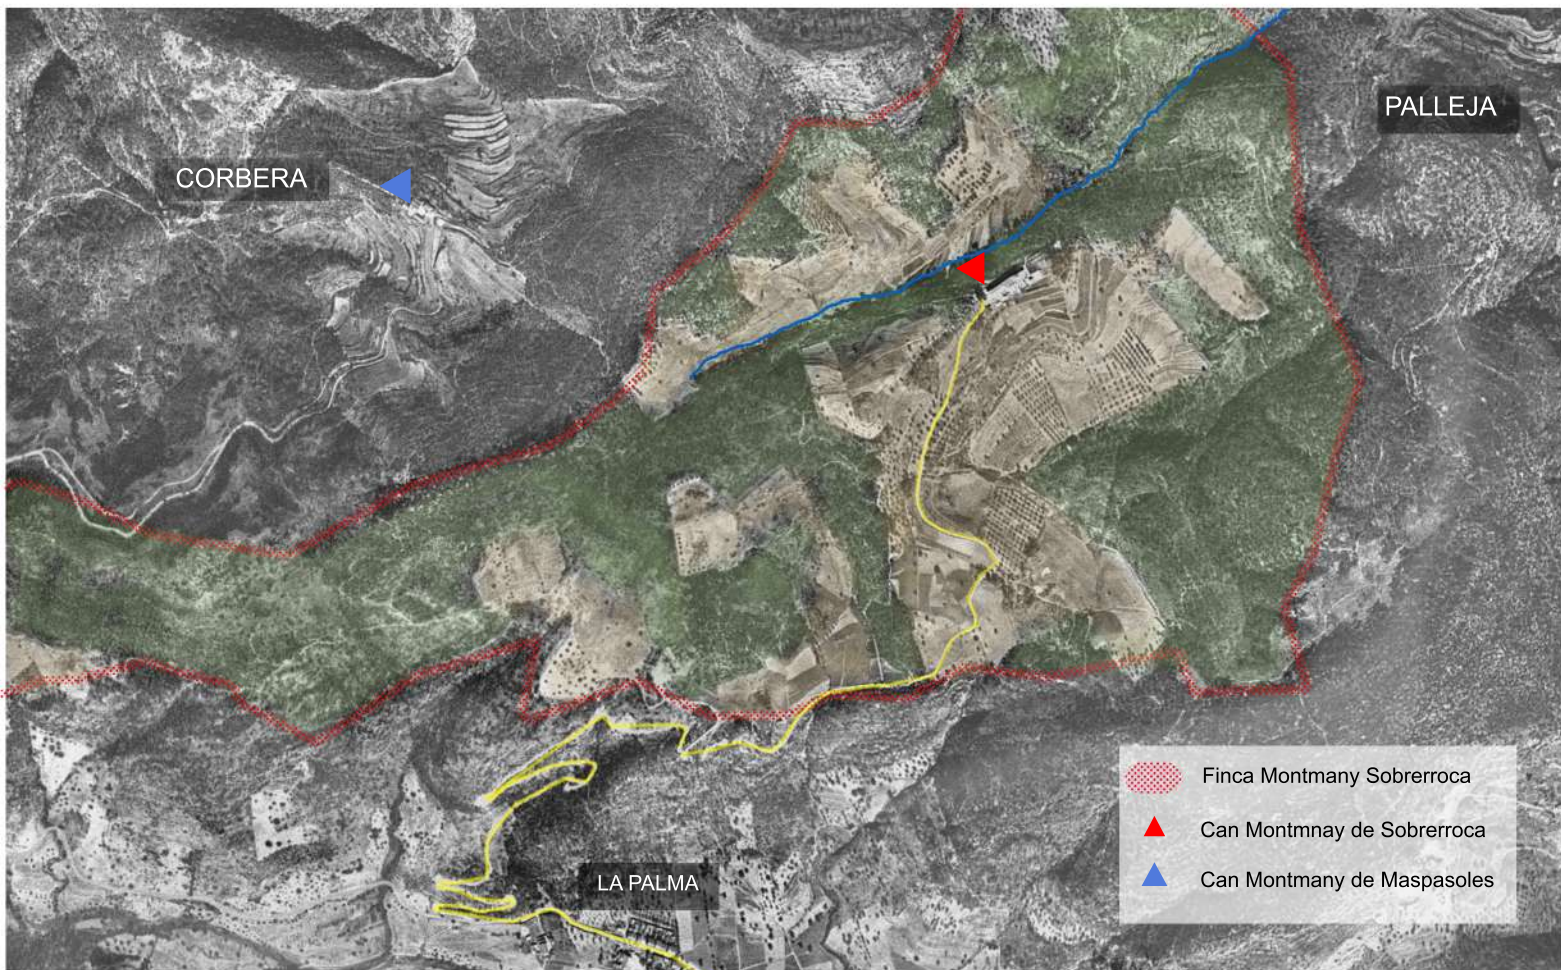 PALLEJA
CORBERA
LA PALMA
Finca Montmany Sobrerroca
Can Montmnay de Sobrerroca
Can Montmany de Maspasoles